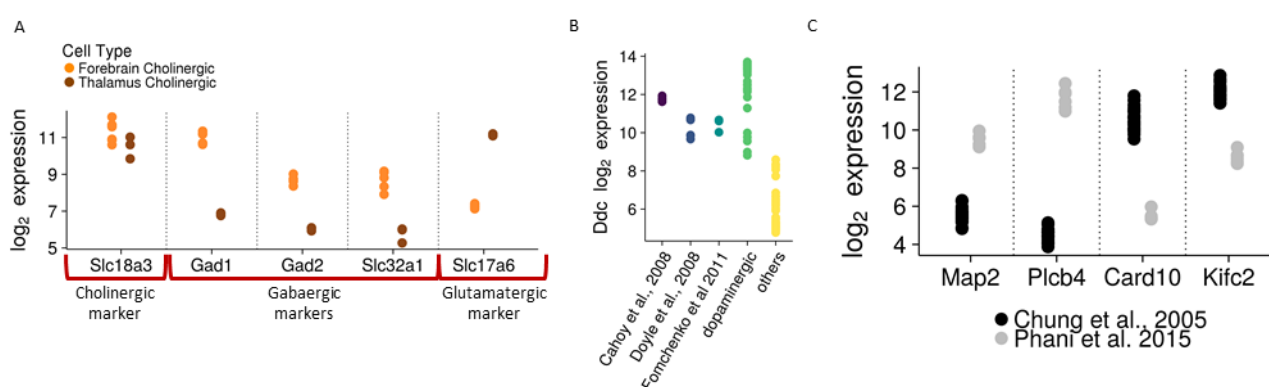 A
Cell Type
Forebrain Cholinergic
Thalamus Cholinergic
log2 expression
11
9
7
5
Slc18a3 Gad1 Gad2 Slc32a1 Slc17a6
Cholinergic marker
Gabaergic markers
Glutamatergic marker
B
Ddc log2 expression
14
12
10
8
6
Cahoy et al., 2008
Doyle et al., 2008
Fomchenko et al 2011
dopaminergic
others
C
log2 expression
12
10
8
6
4
Map2 Plcb4 Card10 Kifc2
Chung et al., 2005
Phani et al. 2015